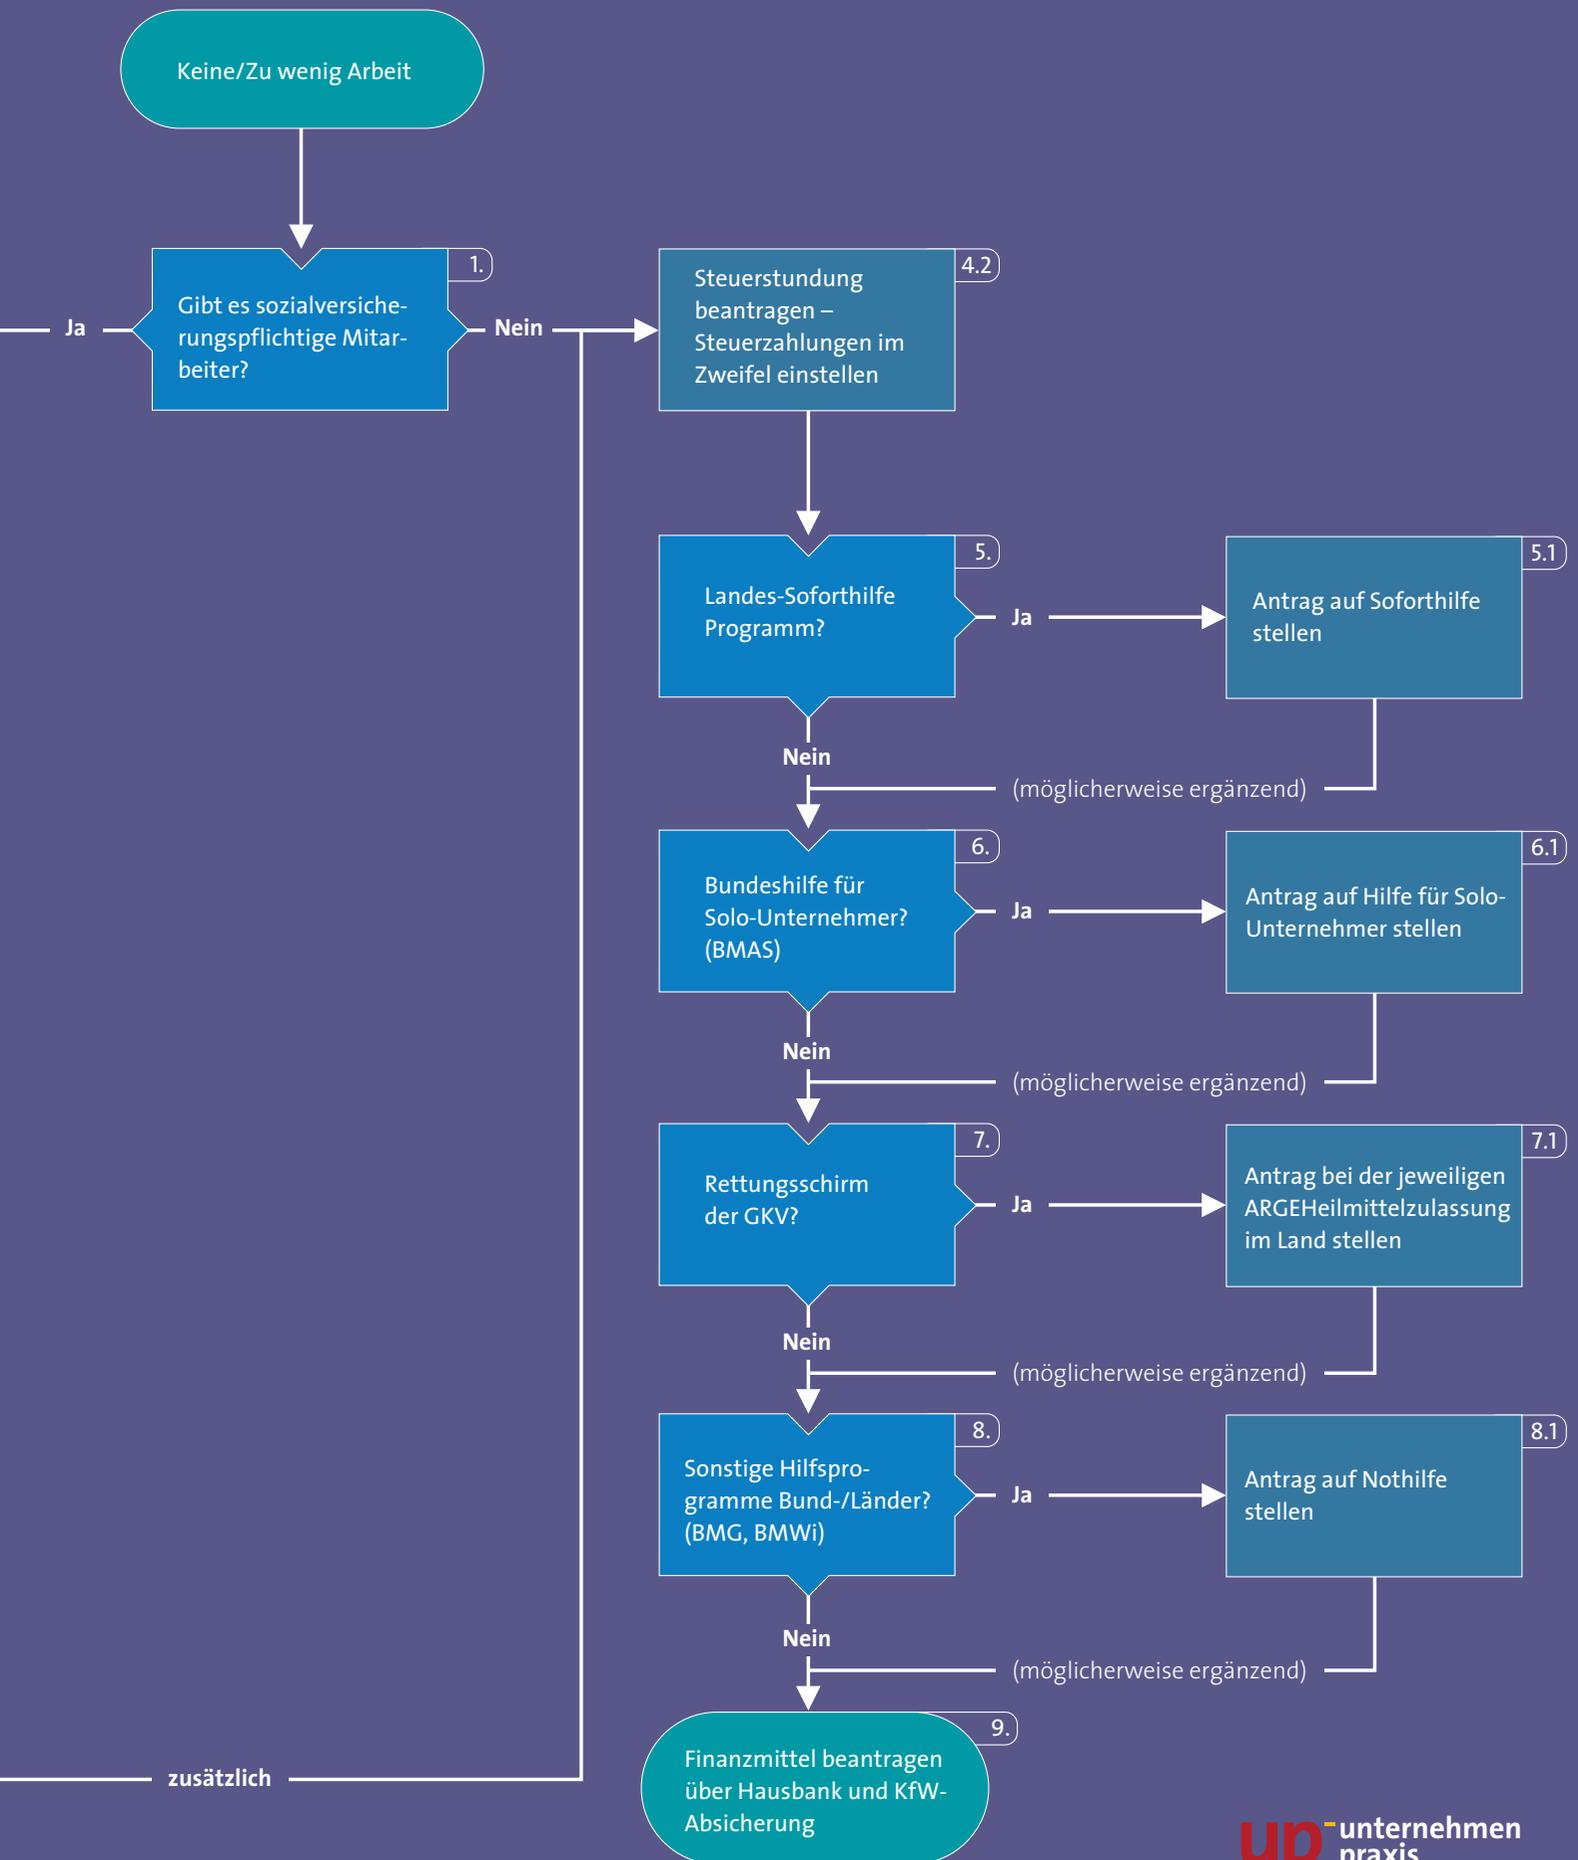 Keine/Zu wenig Arbeit
1.
Gibt es sozialversiche-
rungspflichtige Mitar-
beiter?
Ja
Nein
4.2
Steuerstundung
beantragen –
Steuerzahlungen im
Zweifel einstellen
5.
Landes-Soforthilfe
Programm?
Ja
5.1
Antrag auf Soforthilfe
stellen
Nein
(möglicherweise ergänzend)
6.
Bundeshilfe für
Solo-Unternehmer?
(BMAS)
Ja
6.1
Antrag auf Hilfe für Solo-
Unternehmer stellen
Nein
(möglicherweise ergänzend)
7.
Rettungsschirm
der GKV?
Ja
7.1
Antrag bei der jeweiligen
ARGEHeilmittelzulassung
im Land stellen
Nein
(möglicherweise ergänzend)
8.
Sonstige Hilfspro-
gramme Bund-/Länder?
(BMG, BMWi)
Ja
8.1
Antrag auf Nothilfe
stellen
Nein
(möglicherweise ergänzend)
9.
Finanzmittel beantragen
über Hausbank und KfW-
Absicherung
zusätzlich
up
unternehmen
praxis